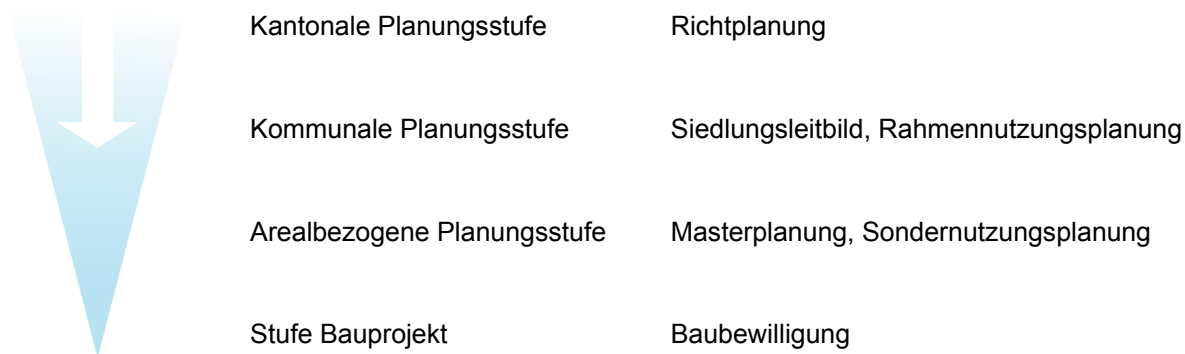 Kantonale Planungsstufe Richtplanung
Kommunale Planungsstufe Siedlungsleitbild, Rahmennutzungsplanung
Arealbezogene Planungsstufe Masterplanung, Sondernutzungsplanung
Stufe Bauprojekt Baubewilligung